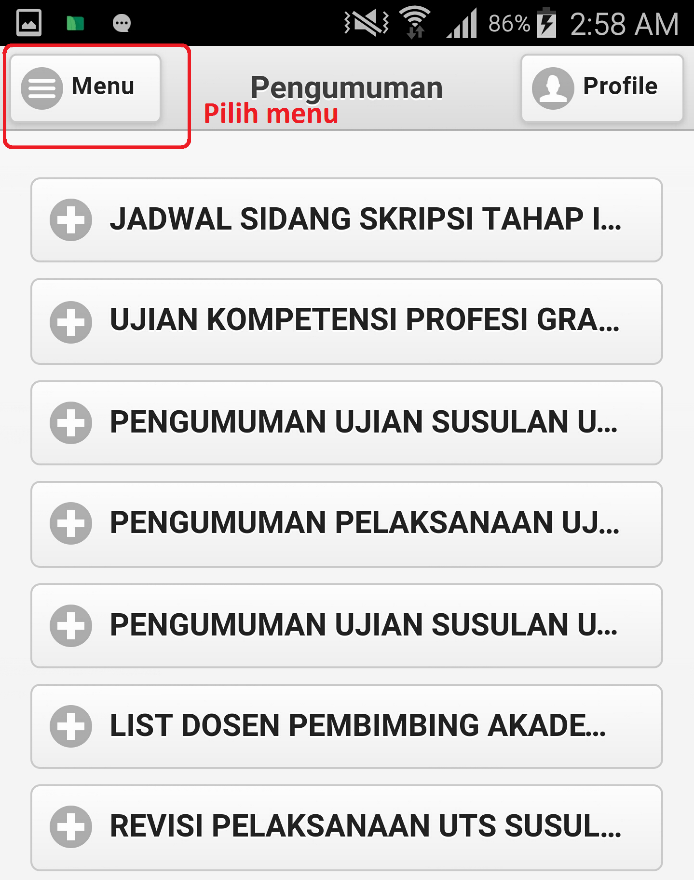 86% 2:58 AM
Menu Pengumuman Profile
Pilih menu
JADWAL SIDANG SKRIPSI TAHAP I...
UJIAN KOMPETENSI PROFESI GRA...
PENGUMUMAN UJIAN SUSULAN U...
PENGUMUMAN PELAKSANAAN UJ...
PENGUMUMAN UJIAN SUSULAN U...
LIST DOSEN PEMBIMBING AKADE...
REVISI PELAKSANAAN UTS SUSUL...